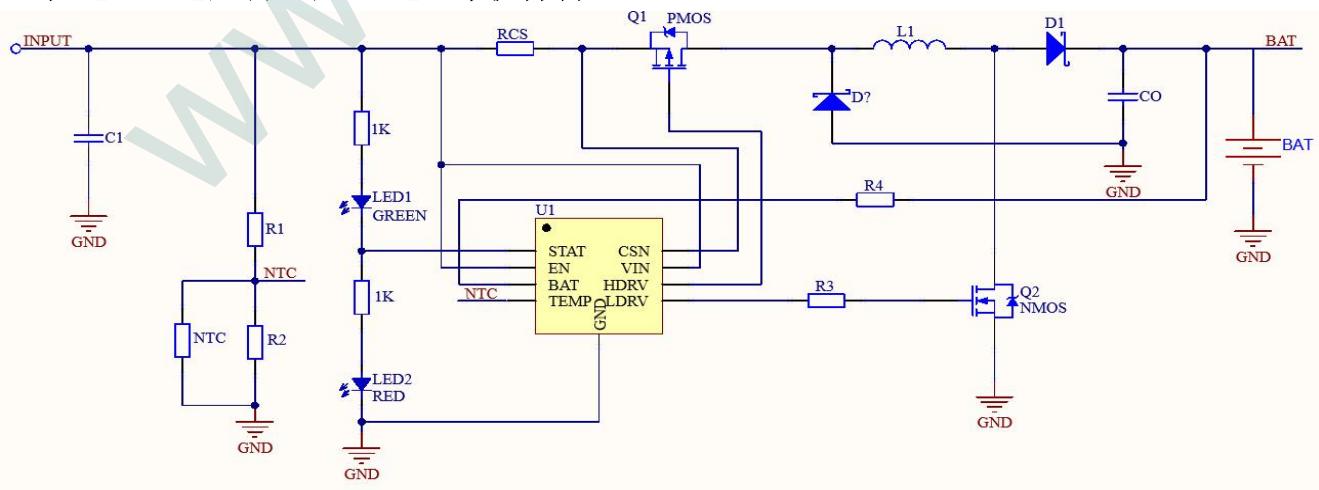 Q1 PMOS
D1
INPUT
RCS
L1
BAT
D?
CO
1K
C1
BAT
GND
R4
LED1
GREEN
U1
GND
R1
STAT
CSN
GND
NTC
EN
VIN
BAT
HDRV
1K
NTC
TEMP
LDRV
GND
R3
Q2
NMOS
NTC
R2
LED2
RED
GND
GND
GND
WW